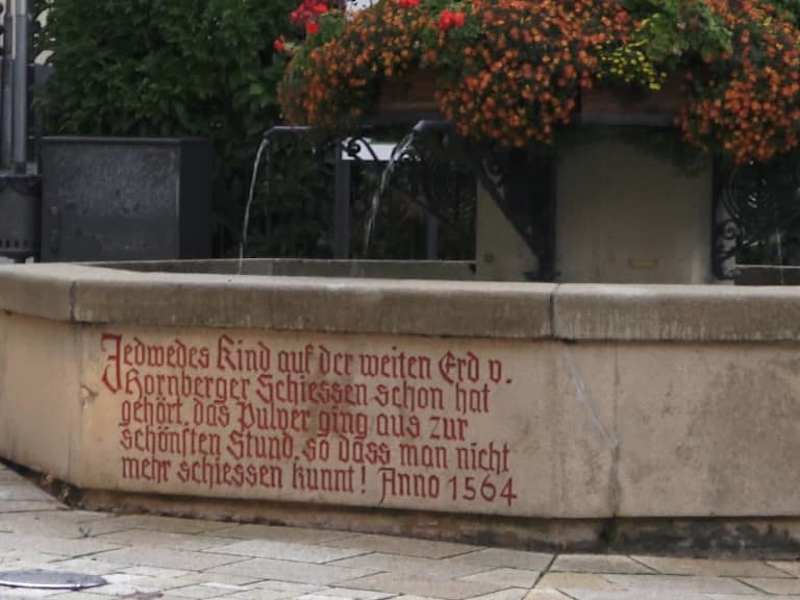 Jedwedes Kind auf der weiten Erd v.
Hornberger Schiessen schon hat
gehört, das Pulver ging aus zur
schönsten Stund, so dass man nicht
mehr schiessen kunnt! Anno 1564